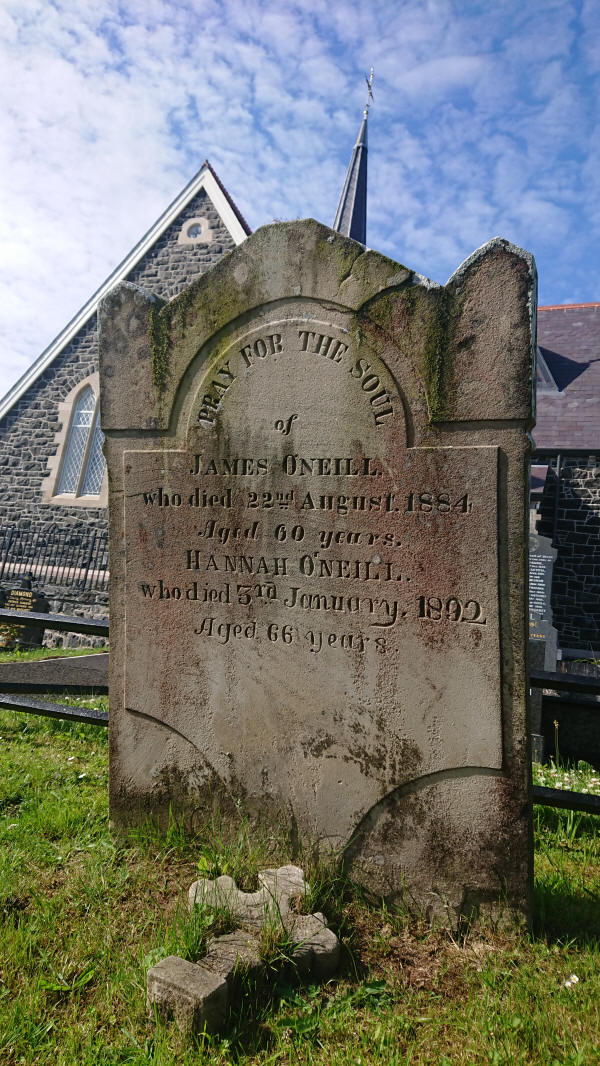 PRAY FOR THE SOUL
of
JAMES O'NEILL.
who died 22nd August. 1884,
Aged 60 years.
HANNAH O'NEILL.
who died 3rd January, 1892
Aged 66 years.
DIAMOND